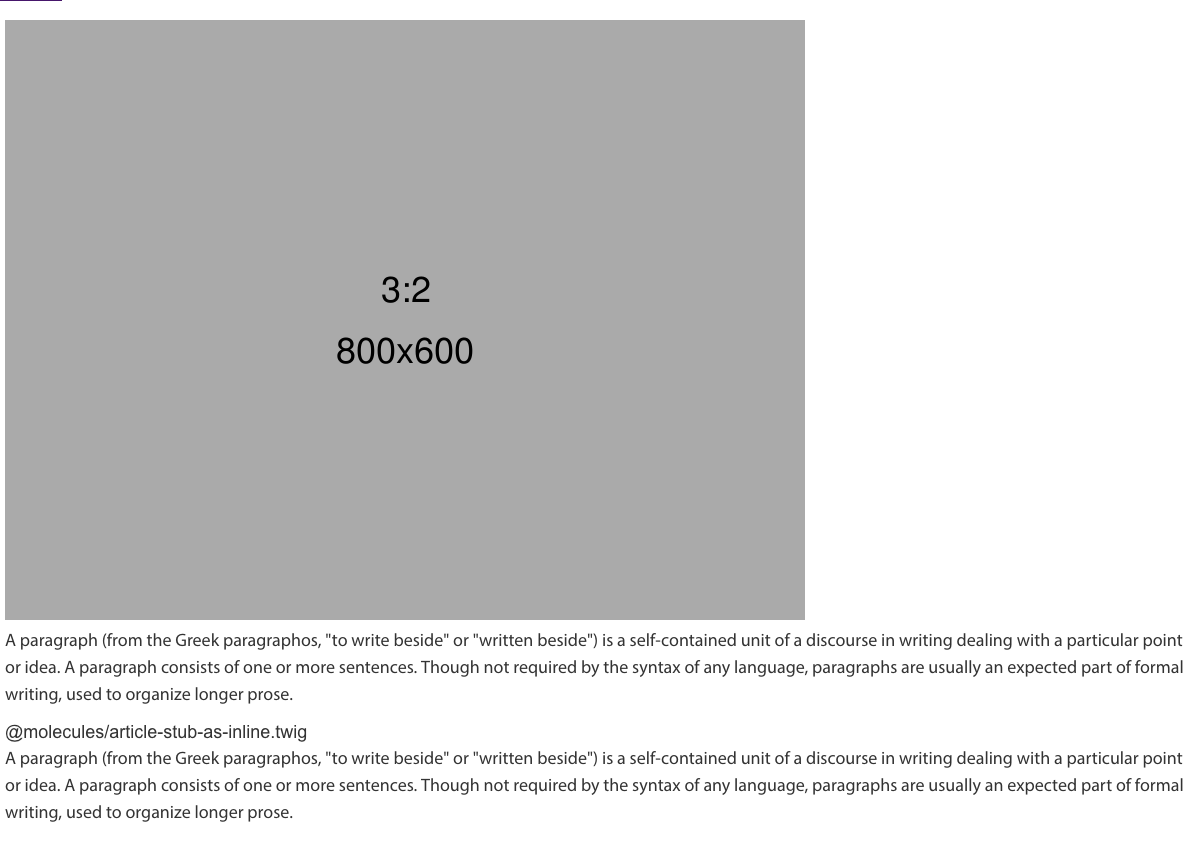 3:2
800x600
A paragraph (from the Greek paragraphos, "to write beside" or "written beside") is a self-contained unit of a discourse in writing dealing with a particular point
or idea. A paragraph consists of one or more sentences. Though not required by the syntax of any language, paragraphs are usually an expected part of formal
writing, used to organize longer prose.
@molecules/article-stub-as-inline.twig
A paragraph (from the Greek paragraphos, "to write beside" or "written beside") is a self-contained unit of a discourse in writing dealing with a particular point
or idea. A paragraph consists of one or more sentences. Though not required by the syntax of any language, paragraphs are usually an expected part of formal
writing, used to organize longer prose.